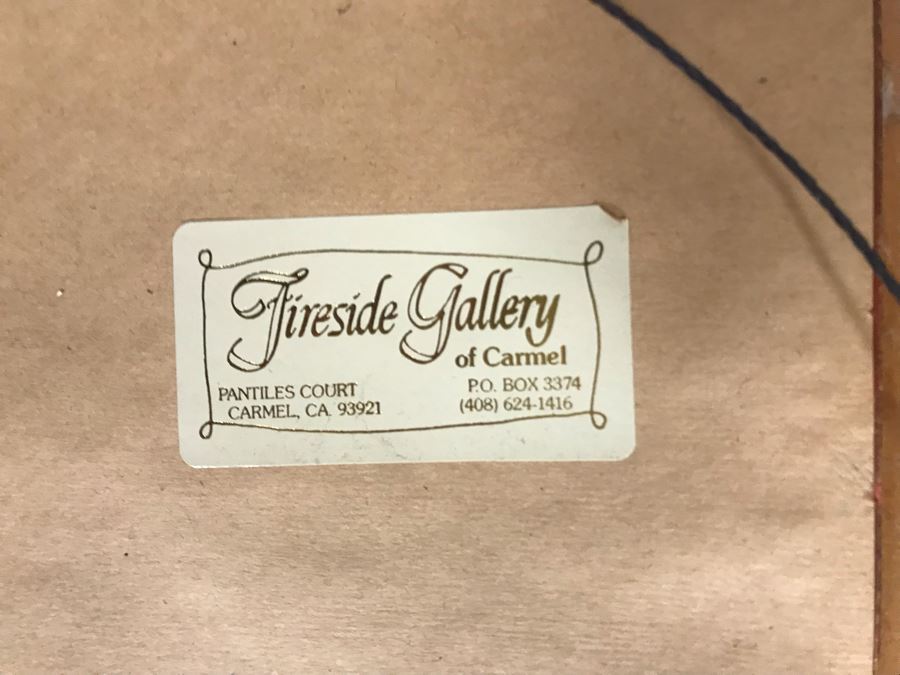 Fireside Gallery
of Carmel
PANTILES COURT
CARMEL, CA. 93921
P.O. BOX 3374
(408) 624-1416